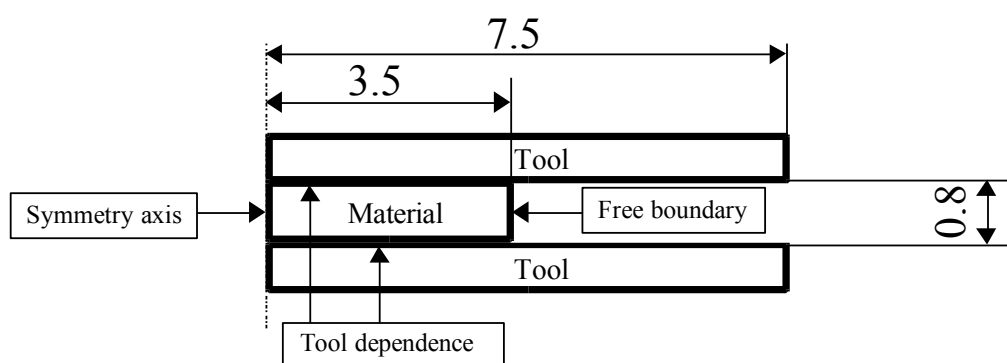 7.5
3.5
Tool
Symmetry axis
Material
Free boundary
0.8
Tool
Tool dependence